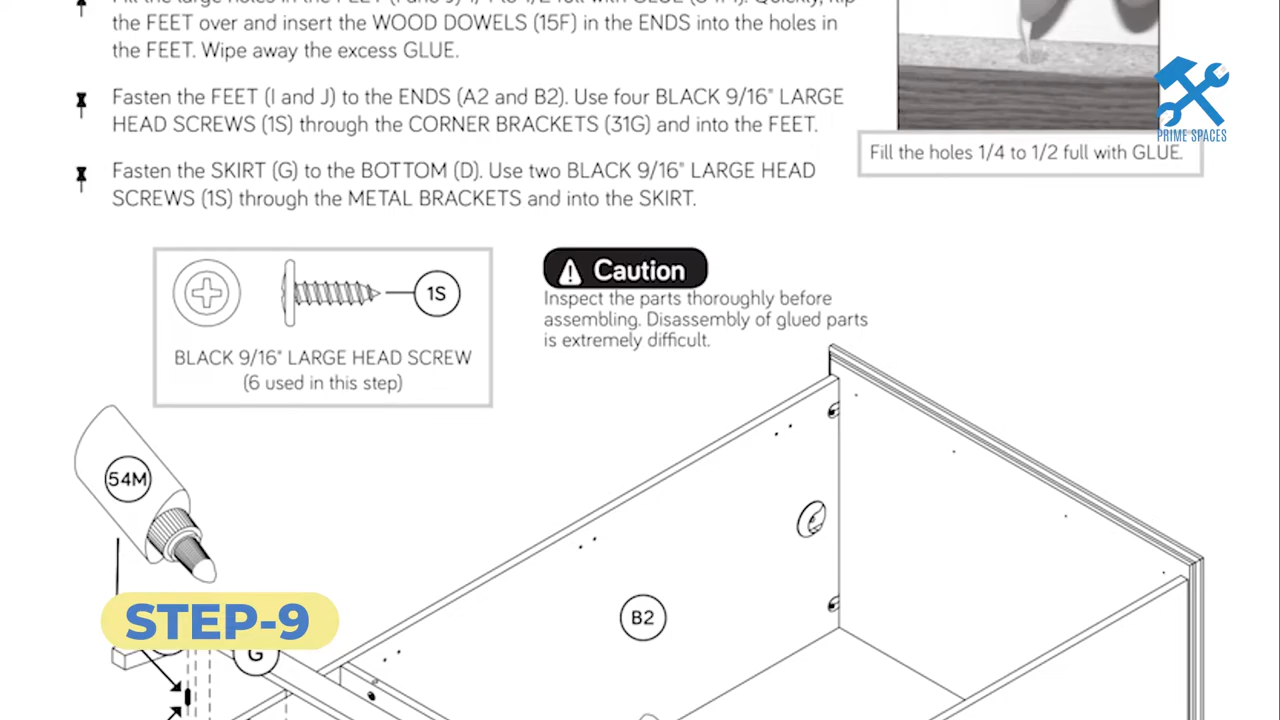 the FEET over and insert the WOOD DOWELS (15F) in the ENDS into the holes in
the FEET. Wipe away the excess GLUE.
Fasten the FEET (I and J) to the ENDS (A2 and B2). Use four BLACK 9/16" LARGE
HEAD SCREWS (1S) through the CORNER BRACKETS (31G) and into the FEET.
Fasten the SKIRT (G) to the BOTTOM (D). Use two BLACK 9/16" LARGE HEAD
SCREWS (1S) through the METAL BRACKETS and into the SKIRT.
PRIME SPACES
Fill the holes 1/4 to 1/2 full with GLUE.
1S
BLACK 9/16" LARGE HEAD SCREW
(6 used in this step)
Caution
Inspect the parts thoroughly before
assembling. Disassembly of glued parts
is extremely difficult.
54M
STEP-9
G
B2